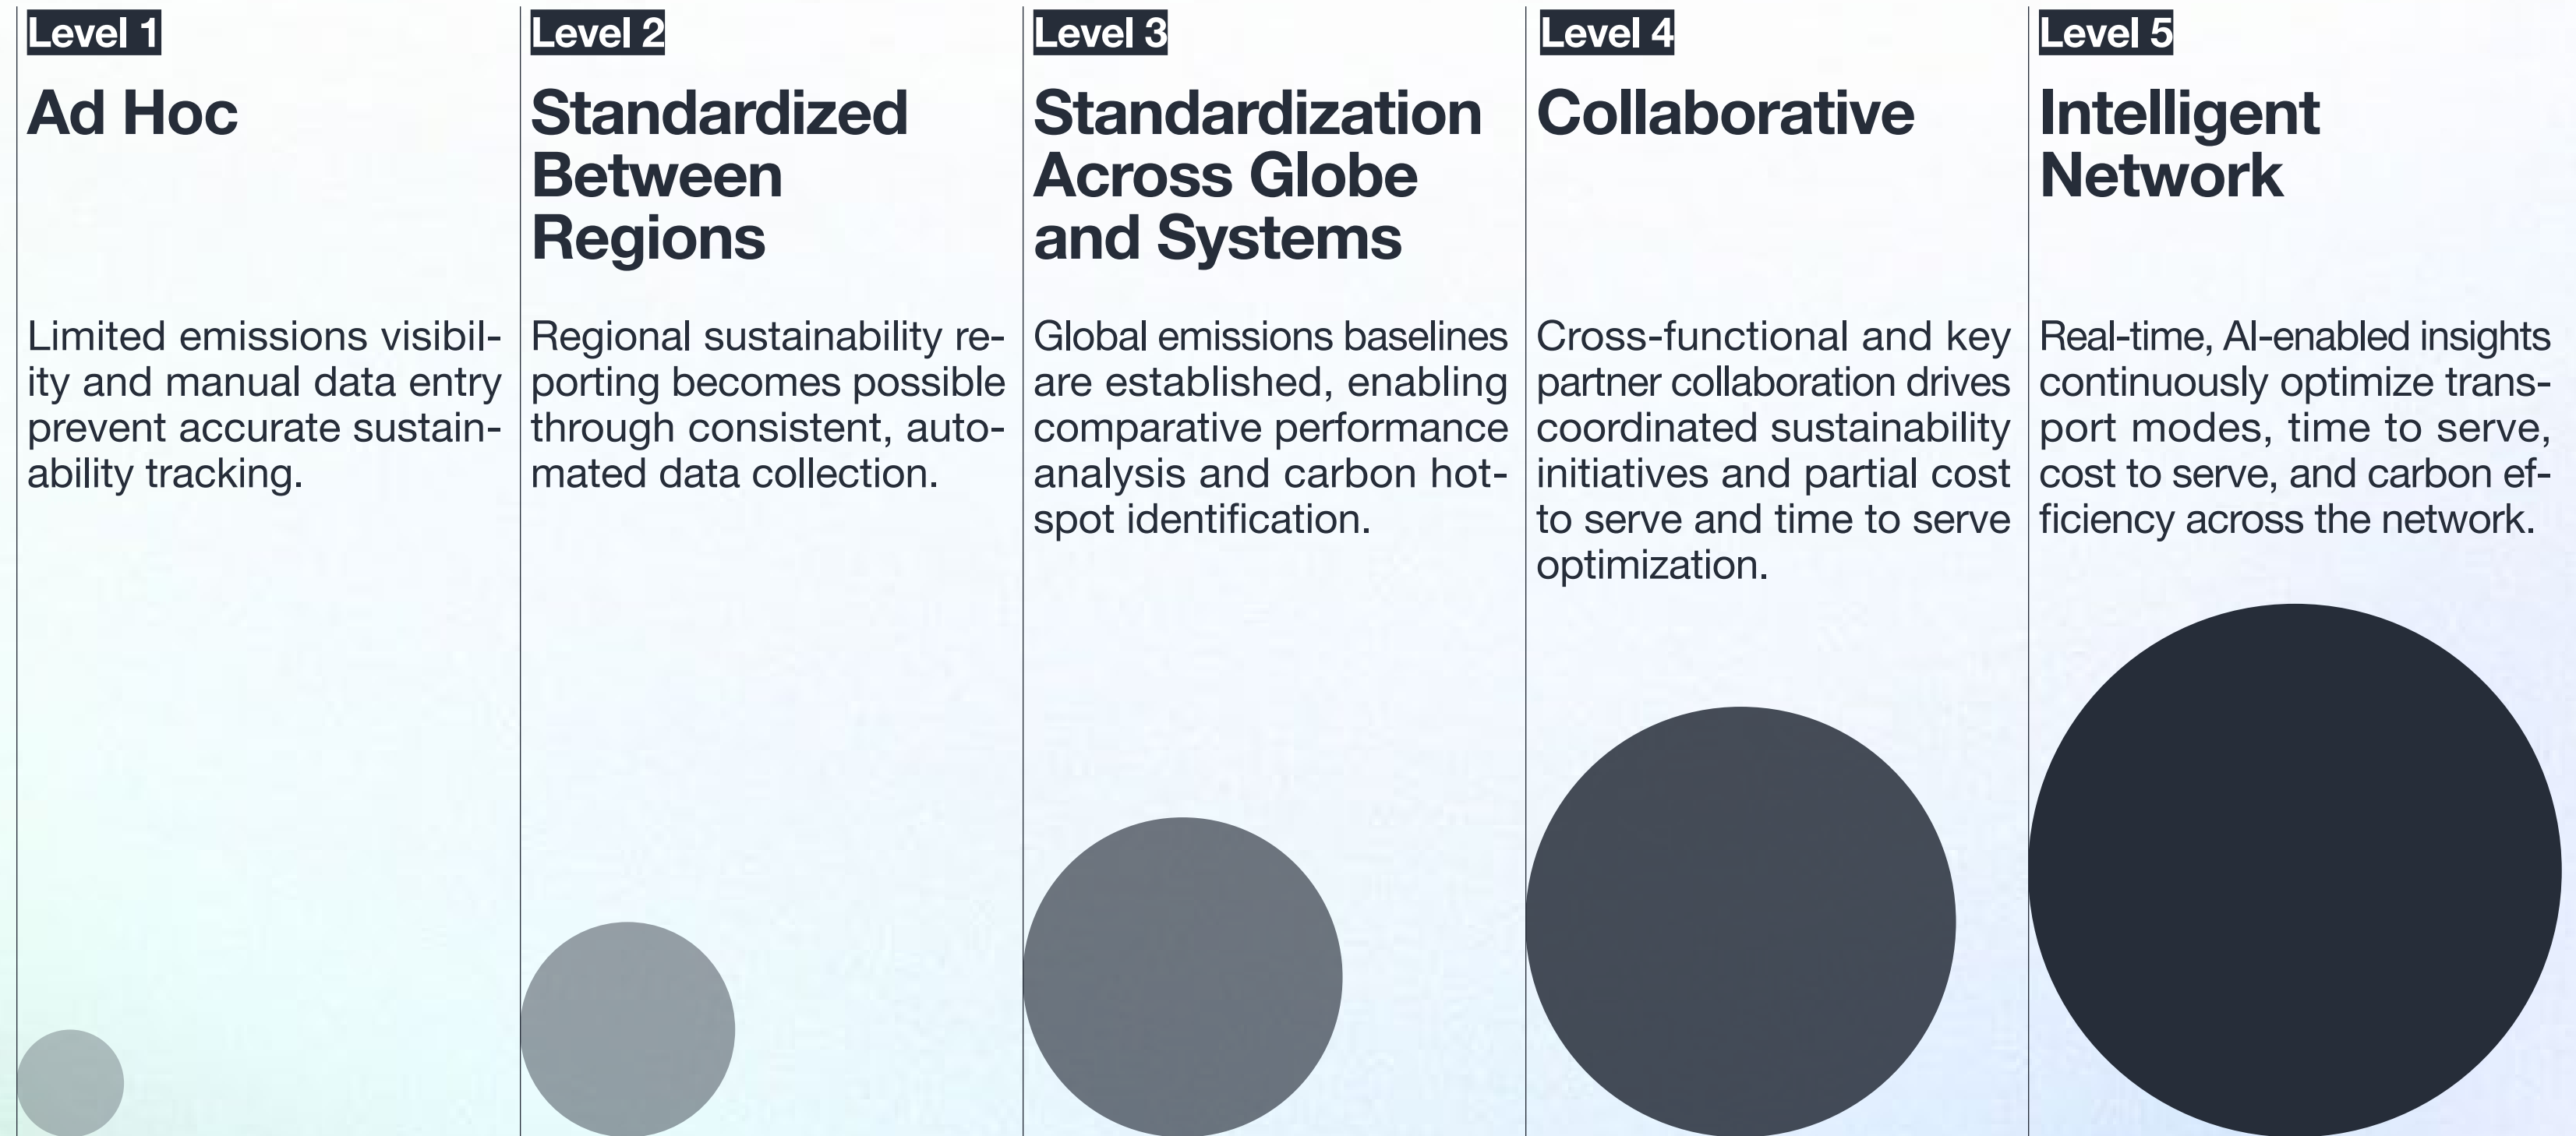 Level 1
Ad Hoc
Limited emissions visibil-
ity and manual data entry
prevent accurate sustain-
ability tracking.
Level 2
Standardized
Between
Regions
Regional sustainability re-
porting becomes possible
through consistent, auto-
mated data collection.
Level 3
Standardization
Across Globe
and Systems
Global emissions baselines
are established, enabling
comparative performance
analysis and carbon hot-
spot identification.
Level 4
Collaborative
Cross-functional and key
partner collaboration drives
coordinated sustainability
initiatives and partial cost
to serve and time to serve
optimization.
Level 5
Intelligent
Network
Real-time, AI-enabled insights
continuously optimize trans-
port modes, time to serve,
cost to serve, and carbon ef-
ficiency across the network.